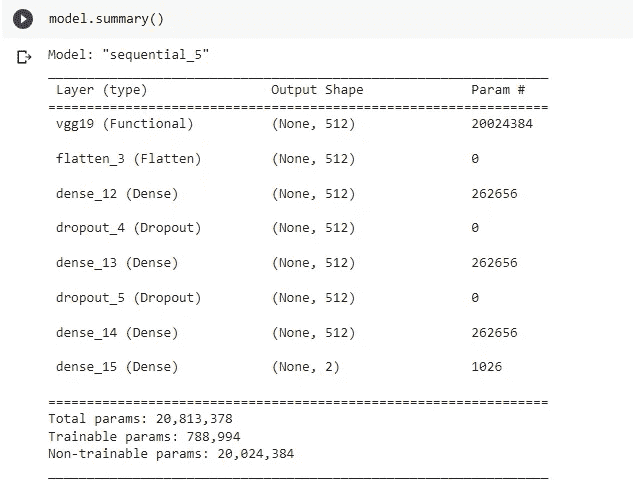 model.summary()
Model: "sequential_5"
Layer (type) Output Shape Param #
vgg19 (Functional) (None, 512) 20024384
flatten_3 (Flatten) (None, 512) 0
dense_12 (Dense) (None, 512) 262656
dropout_4 (Dropout) (None, 512) 0
dense_13 (Dense) (None, 512) 262656
dropout_5 (Dropout) (None, 512) 0
dense_14 (Dense) (None, 512) 262656
dense_15 (Dense) (None, 2) 1026
Total params: 20,813,378
Trainable params: 788,994
Non-trainable params: 20,024,384